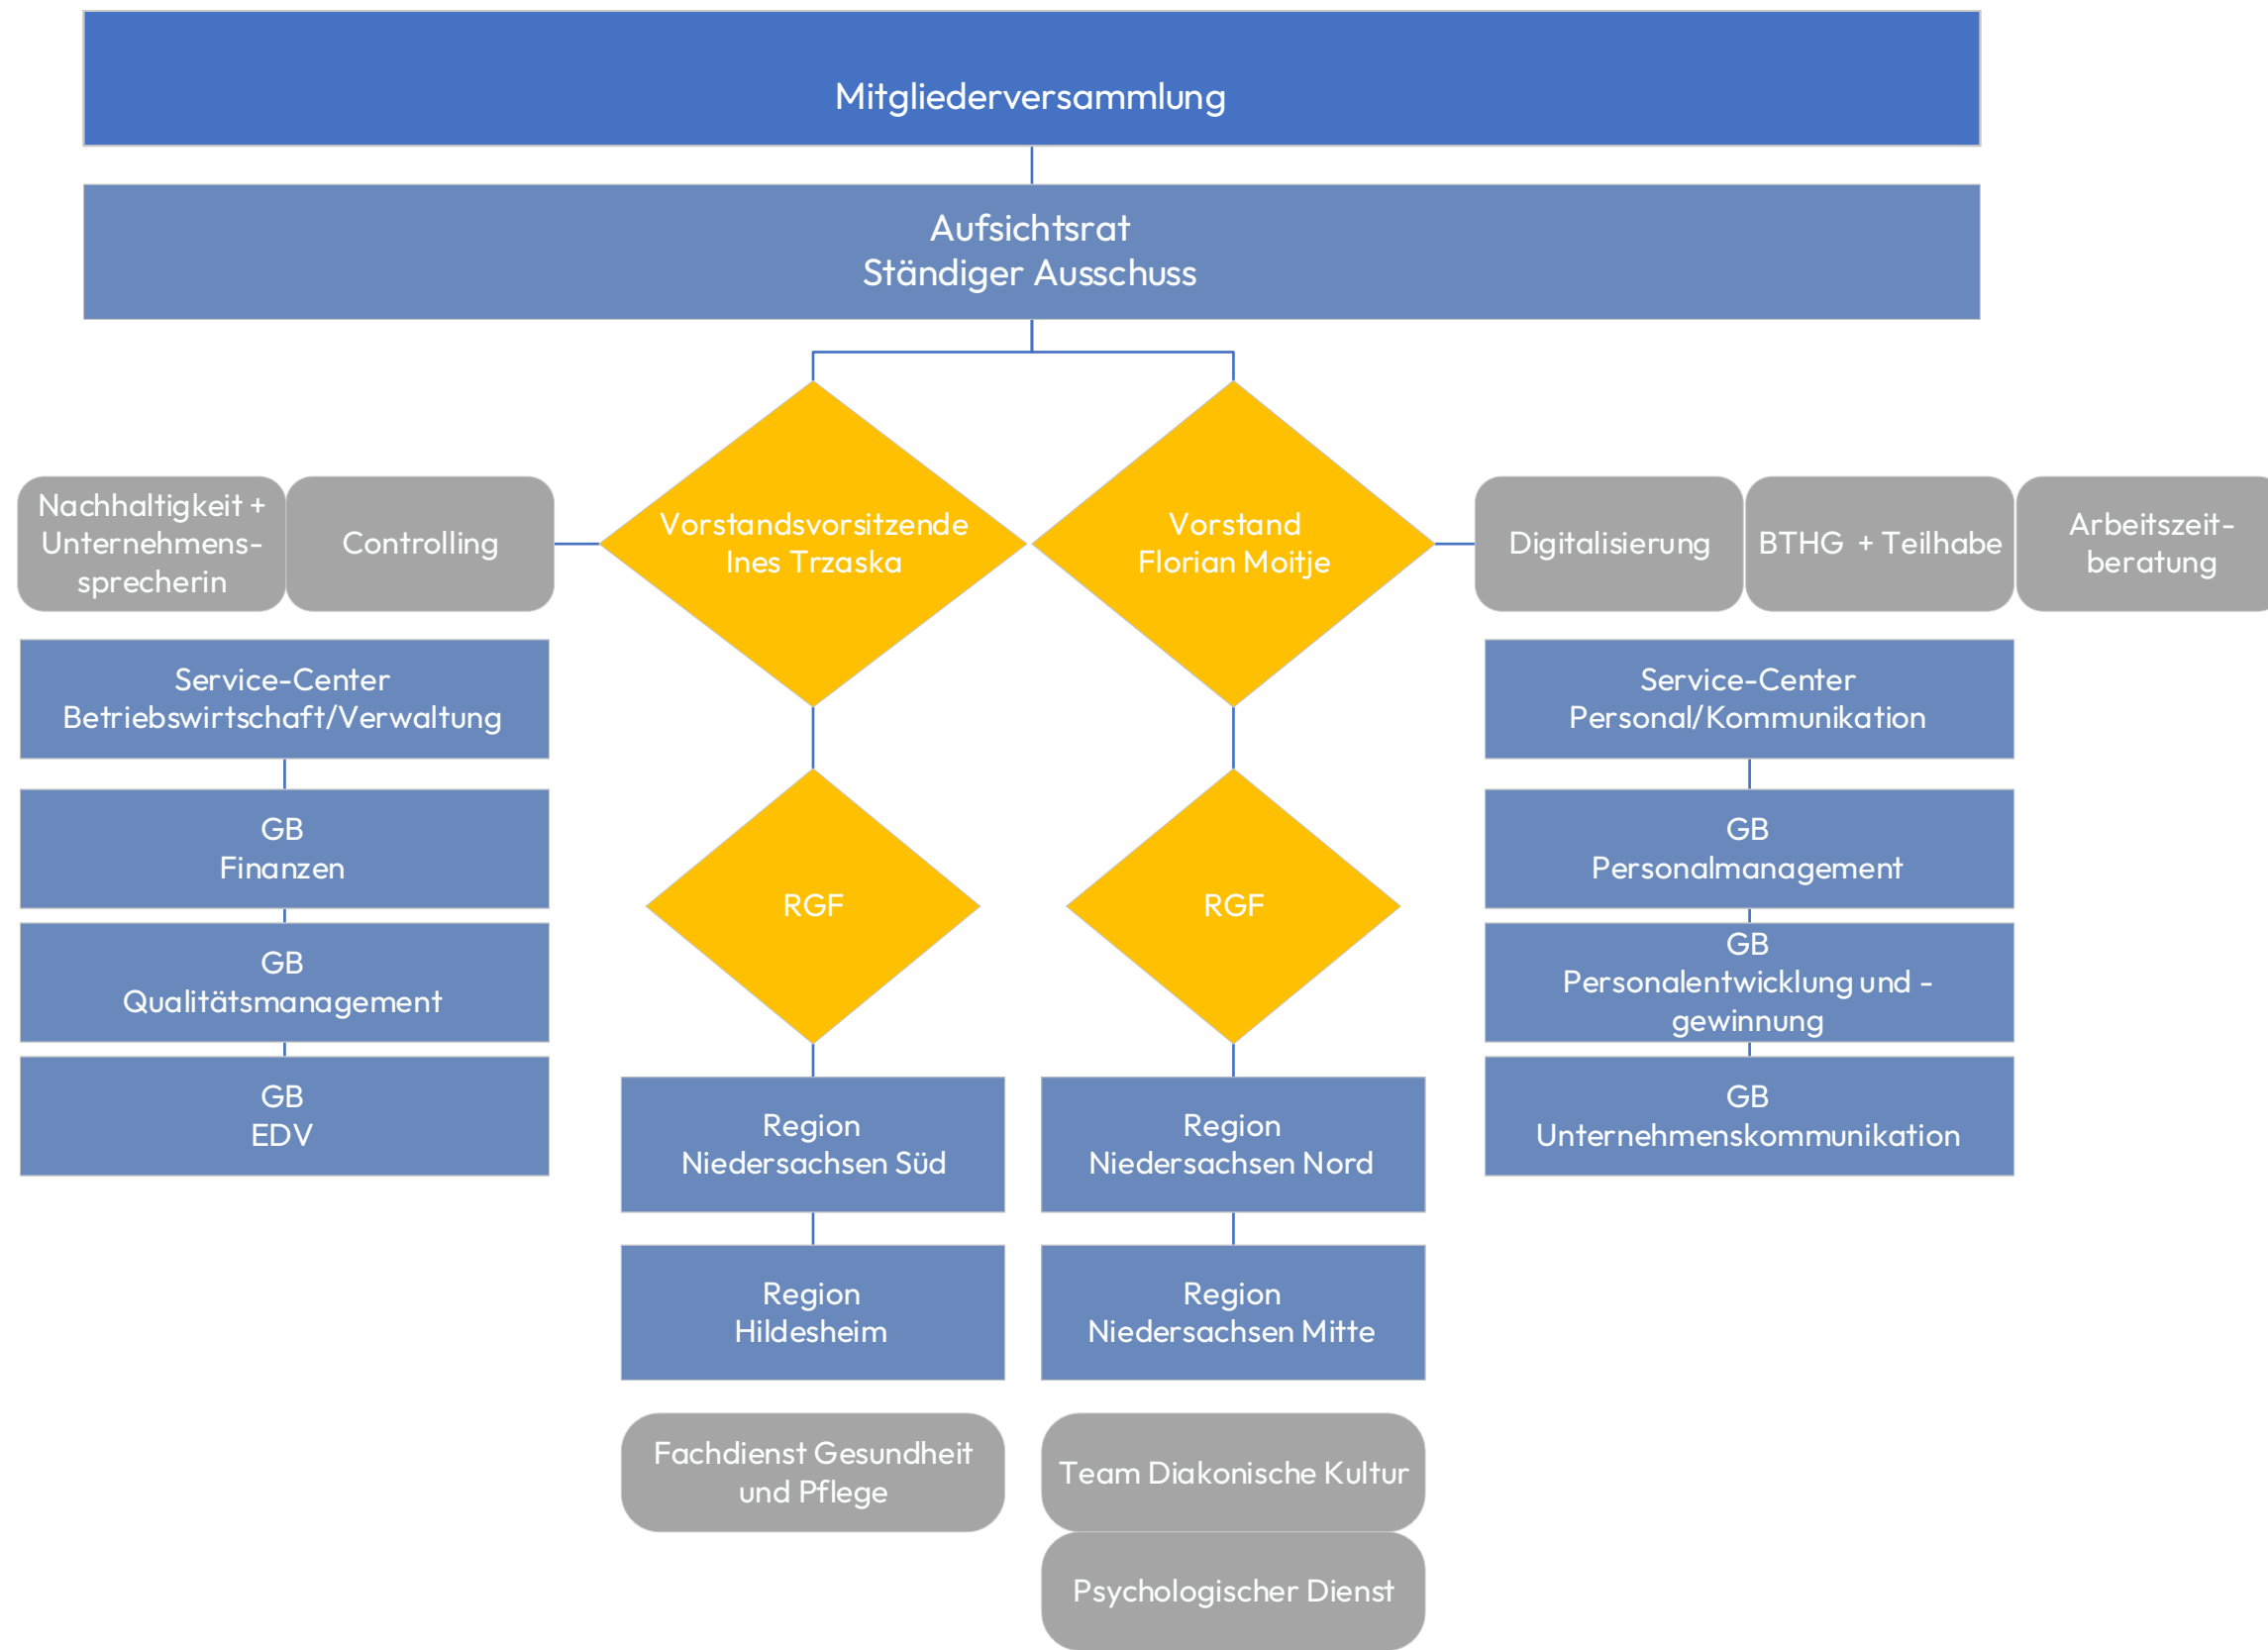 Mitgliederversammlung
Aufsichtsrat
Ständiger Ausschuss
Nachhaltigkeit +
Unternehmens-
sprecherin
Controlling
Vorstandsvorsitzende
Ines Trzaska
Vorstand
Florian Moitje
Digitalisierung
BTHG + Teilhabe
Arbeitszeit-
beratung
Service-Center
Betriebswirtschaft/Verwaltung
GB
Finanzen
GB
Qualitätsmanagement
GB
EDV
RGF
Region
Niedersachsen Süd
Region
Hildesheim
Fachdienst Gesundheit
und Pflege
RGF
Region
Niedersachsen Nord
Region
Niedersachsen Mitte
Team Diakonische Kultur
Psychologischer Dienst
Service-Center
Personal/Kommunikation
GB
Personalmanagement
GB
Personalentwicklung und -
gewinnung
GB
Unternehmenskommunikation